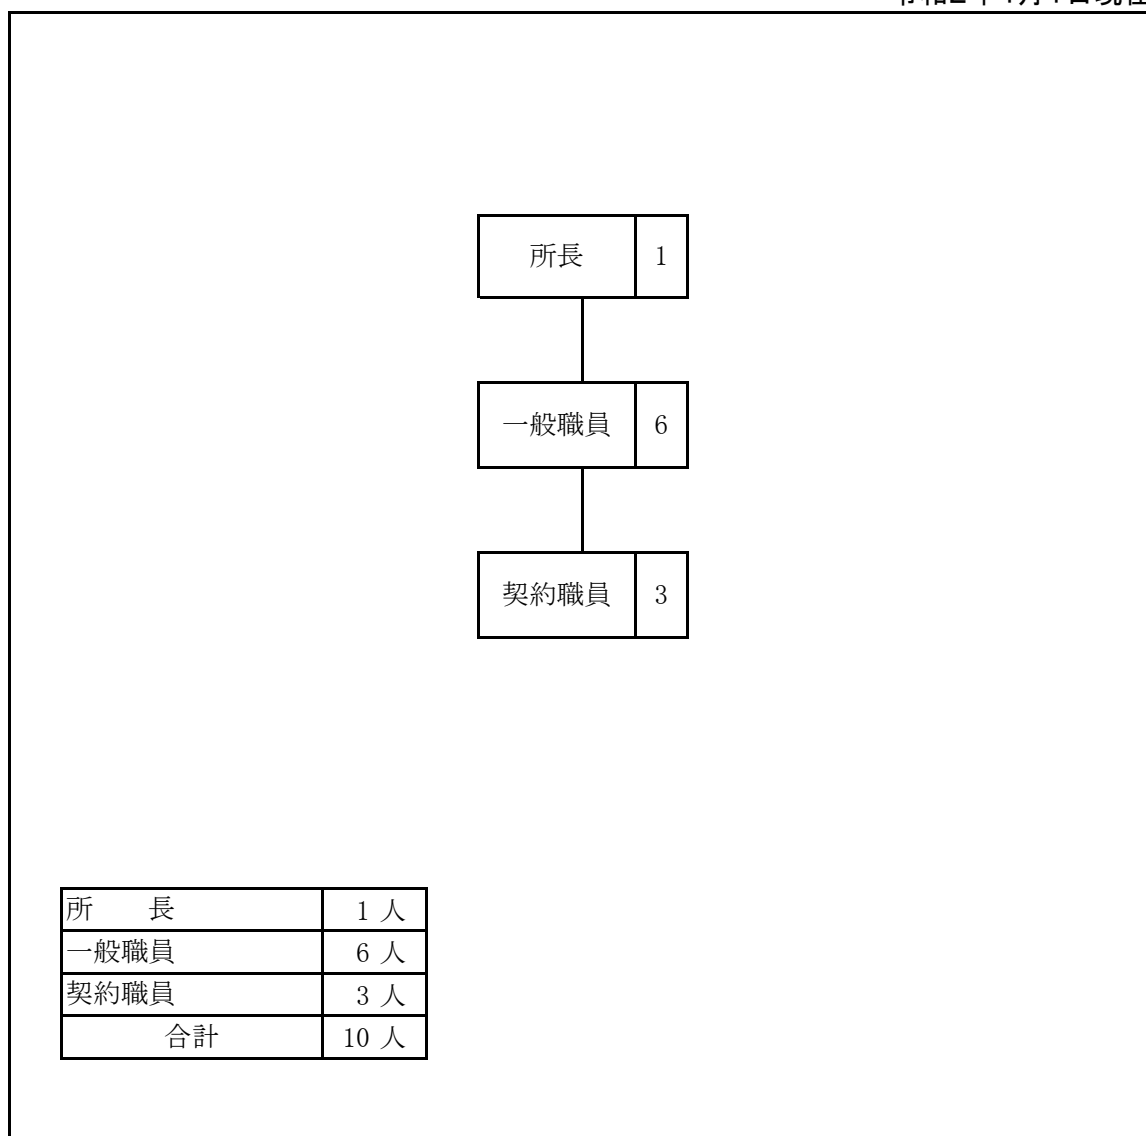 所長 1
一般職員 6
契約職員 3
所　　長 1 人
一般職員 6 人
契約職員 3 人
合計 10 人